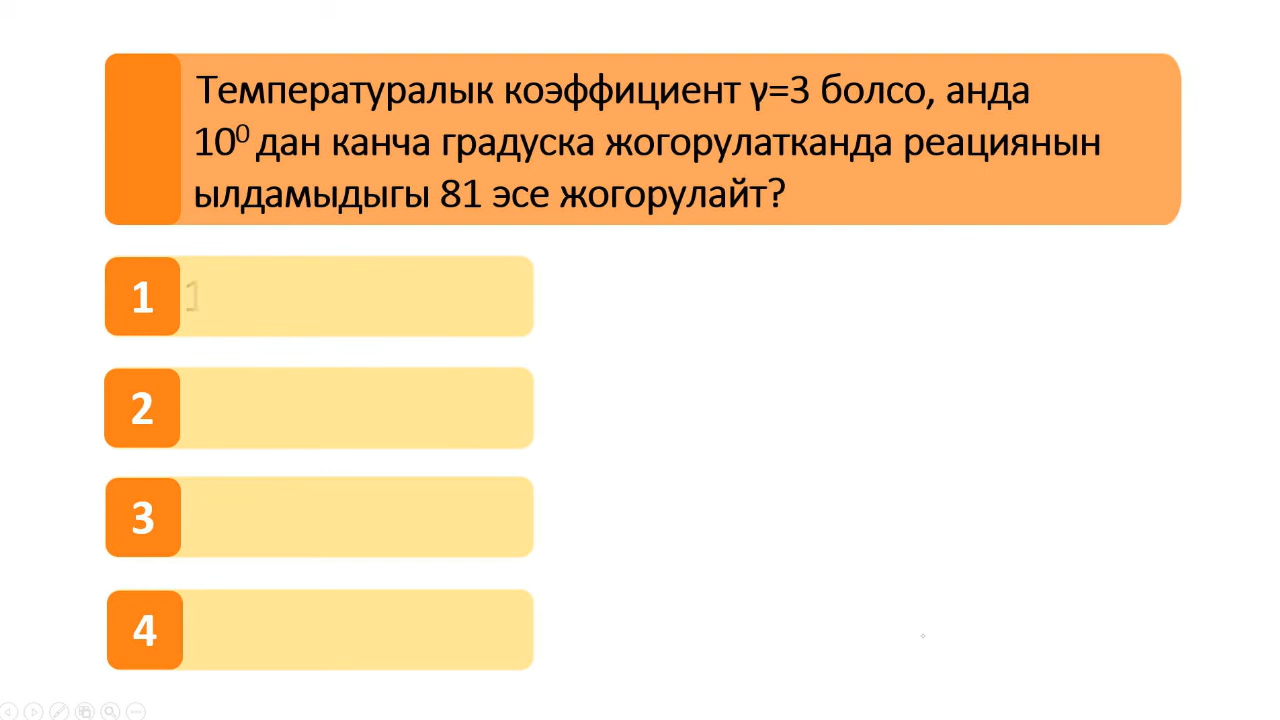 Температуралык коэффициент γ=3 болсо, анда
10⁰ дан канча градуска жогорулатканда реациянын
ылдамыдыгы 81 эсе жогорулайт?
1
2
3
4